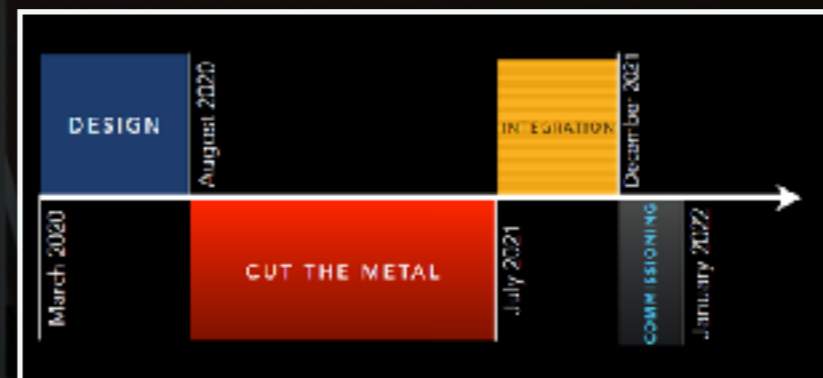 DESIGN
August 2020
INTEGRATION
December 2021
March 2020
CUT THE METAL
July 2021
COMMISSIONING
January 2022